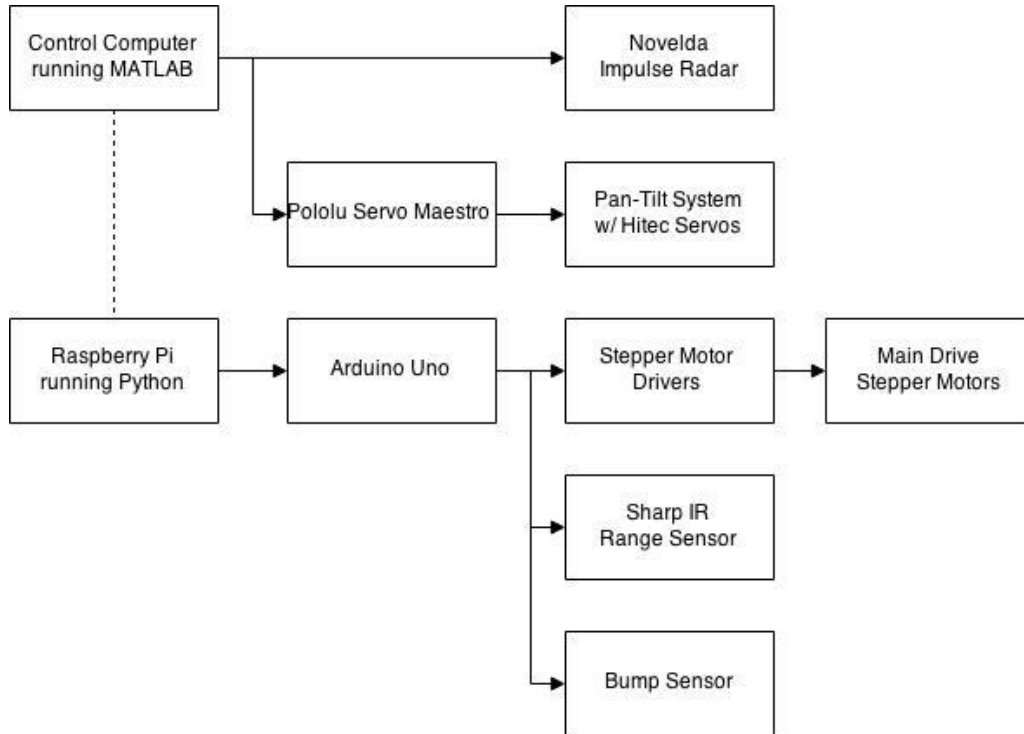 Control Computer
running MATLAB
Novelda
Impulse Radar
Pololu Servo Maestro
Pan-Tilt System
w/ Hitec Servos
Raspberry Pi
running Python
Arduino Uno
Stepper Motor
Drivers
Main Drive
Stepper Motors
Sharp IR
Range Sensor
Bump Sensor